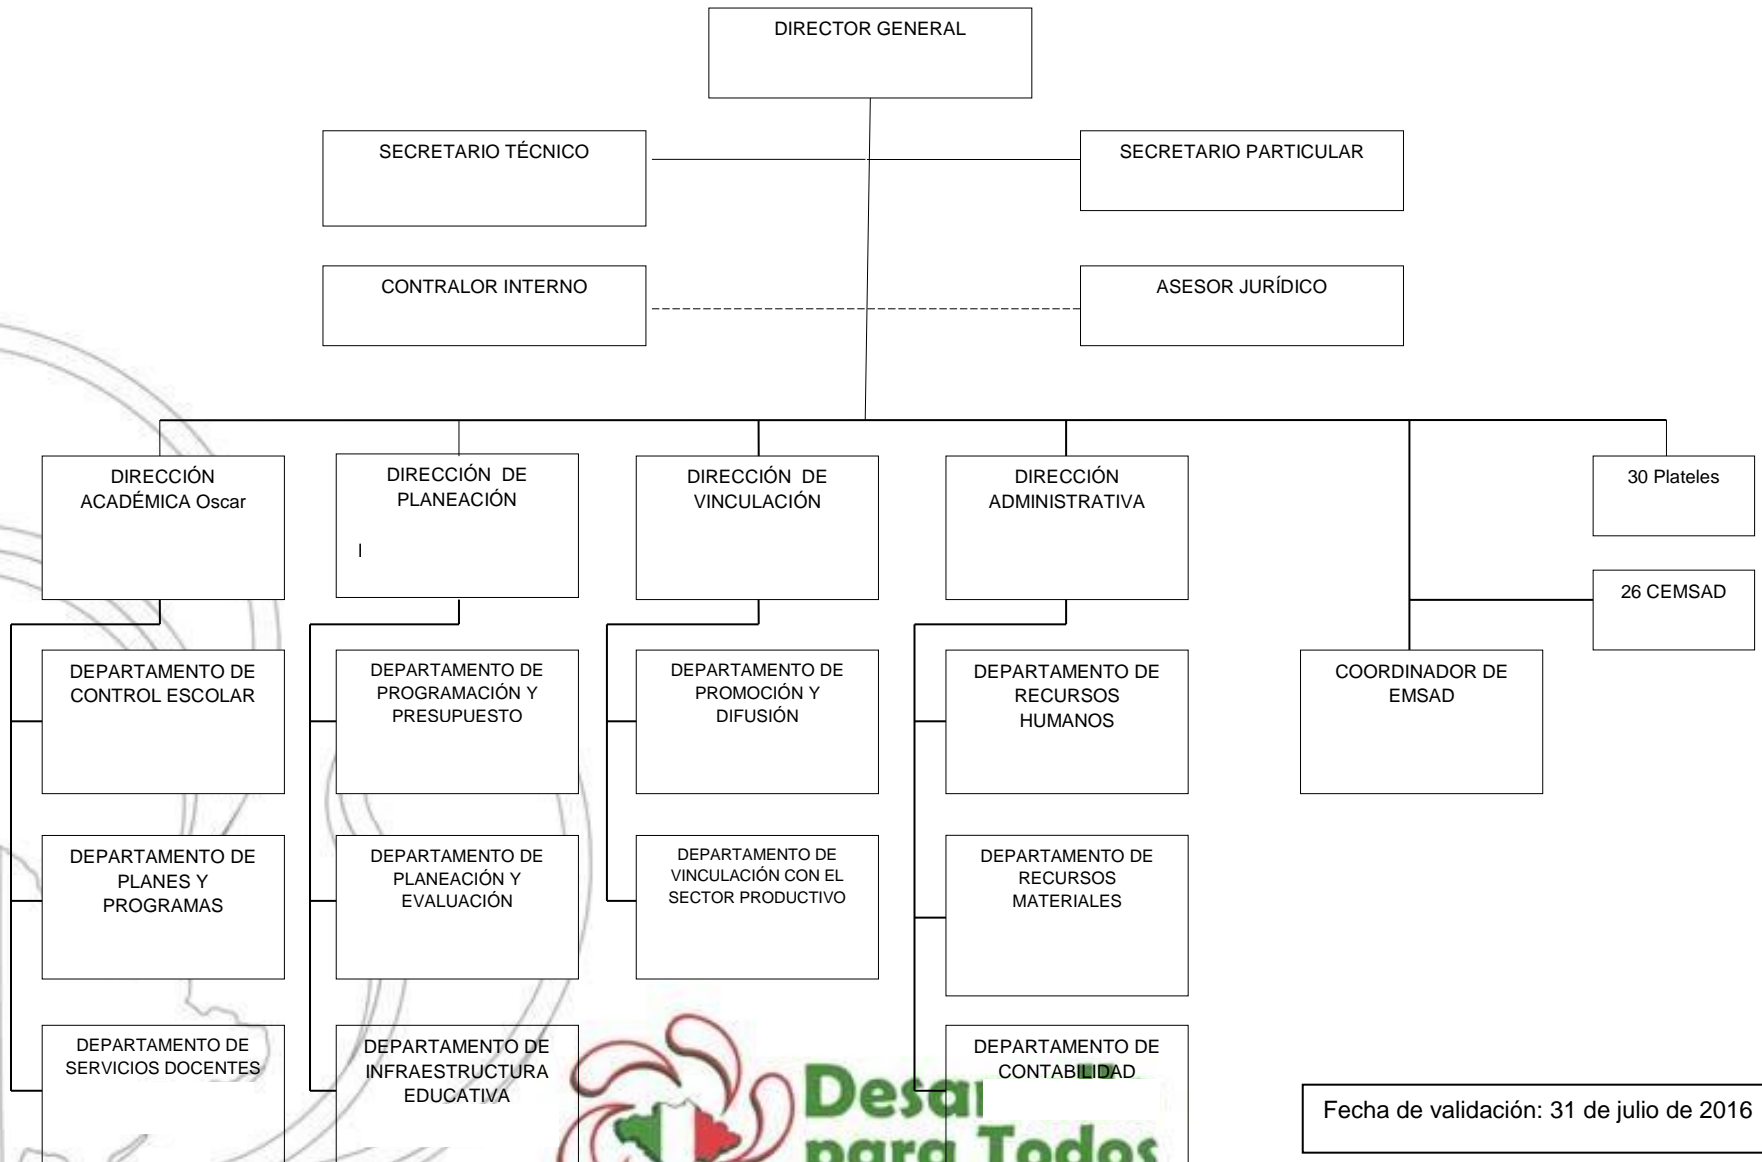 DIRECTOR GENERAL
SECRETARIO TÉCNICO
SECRETARIO PARTICULAR
CONTRALOR INTERNO
ASESOR JURÍDICO
DIRECCIÓN
ACADÉMICA Oscar
DIRECCIÓN DE
PLANEACIÓN
I
DIRECCIÓN DE
VINCULACIÓN
DIRECCIÓN
ADMINISTRATIVA
30 Plateles
26 CEMSAD
DEPARTAMENTO DE
CONTROL ESCOLAR
DEPARTAMENTO DE
PROGRAMACIÓN Y
PRESUPUESTO
DEPARTAMENTO DE
PROMOCIÓN Y
DIFUSIÓN
DEPARTAMENTO DE
RECURSOS
HUMANOS
COORDINADOR DE
EMSAD
DEPARTAMENTO DE
PLANES Y
PROGRAMAS
DEPARTAMENTO DE
PLANEACIÓN Y
EVALUACIÓN
DEPARTAMENTO DE
VINCULACIÓN CON EL
SECTOR PRODUCTIVO
DEPARTAMENTO DE
RECURSOS
MATERIALES
DEPARTAMENTO DE
SERVICIOS DOCENTES
DEPARTAMENTO DE
INFRAESTRUCTURA
EDUCATIVA
DEPARTAMENTO DE
CONTABILIDAD
para Todos
Fecha de validación: 31 de julio de 2016